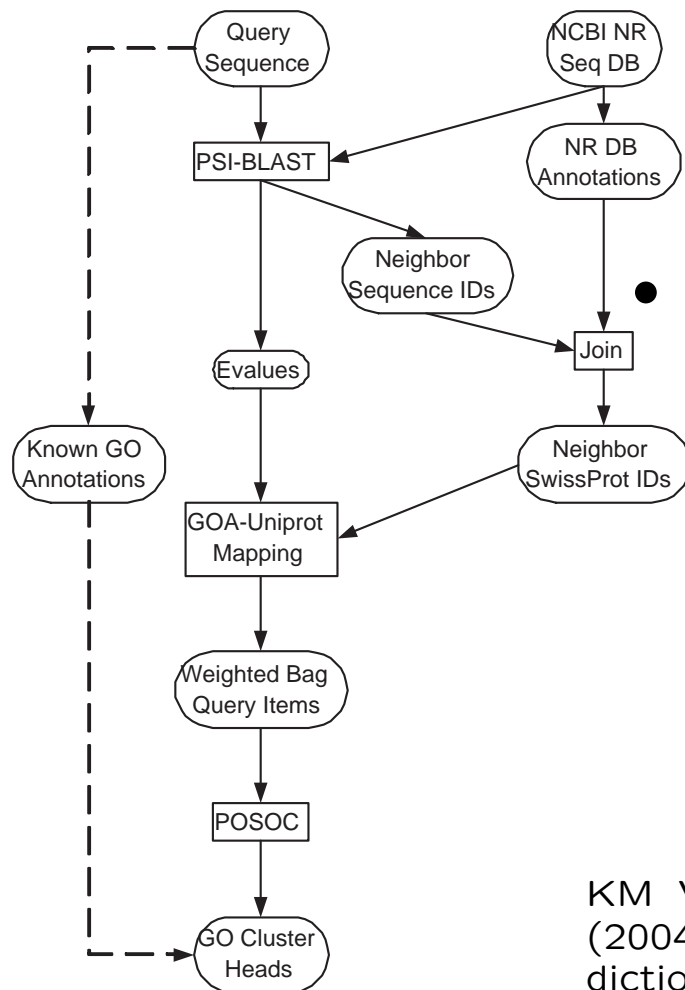 Query
Sequence
NCBI NR
Seq DB
PSI-BLAST
NR DB
Annotations
Neighbor
Sequence IDs
Join
Evalues
Known GO
Annotations
Neighbor
SwissProt IDs
GOA-Uniprot
Mapping
Weighted Bag
Query Items
POSOC
GO Cluster
Heads
KM
(2004
dictio